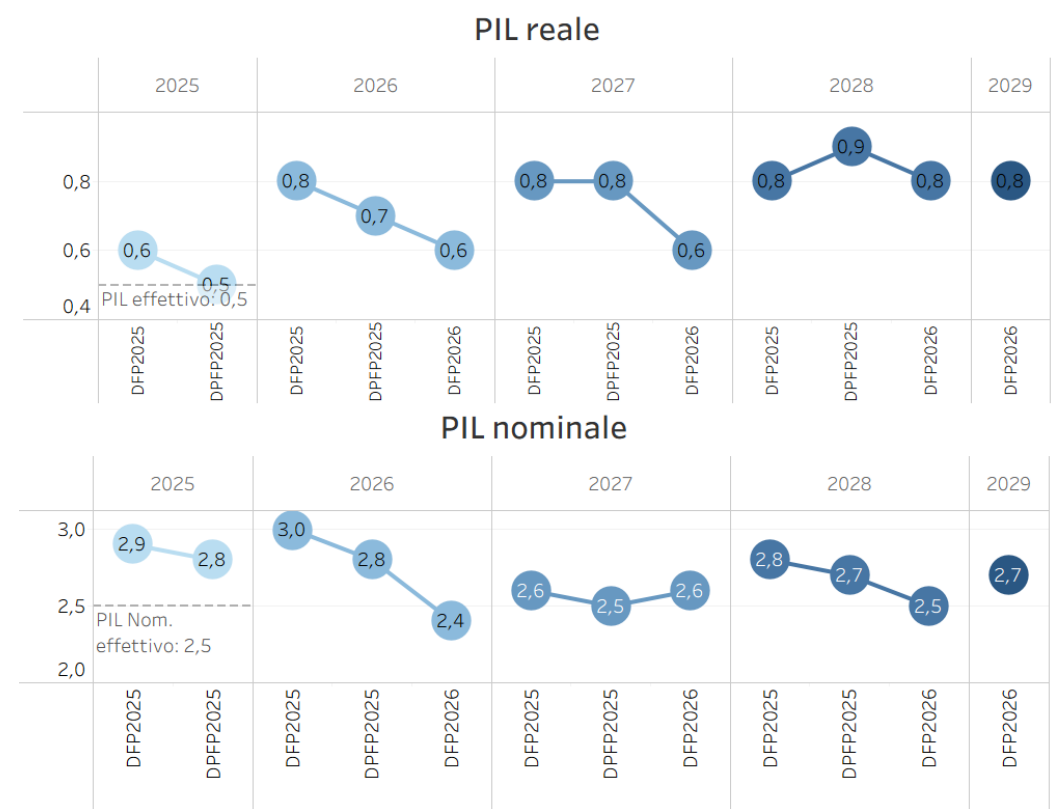 PIL reale
2025 2026 2027 2028 2029
0,9
0,8 0,8 0,8 0,8 0,8 0,8 0,8
0,7
0,6 0,6 0,6 0,6
0,5
PIL effettivo: 0,5
0,4
DFP2025 DPFP2025 DFP2025 DPFP2025 DFP2026 DFP2025 DPFP2025 DFP2026 DFP2025 DPFP2025 DFP2026 DFP2026
PIL nominale
2025 2026 2027 2028 2029
3,0 3,0
2,9
2,8 2,8 2,8
2,7 2,7
2,6 2,6
2,5 2,5 2,5
PIL Nom.
2,4
effettivo: 2,5
2,0
DFP2025 DPFP2025 DFP2025 DPFP2025 DFP2026 DFP2025 DPFP2025 DFP2026 DFP2025 DPFP2025 DFP2026 DFP2026